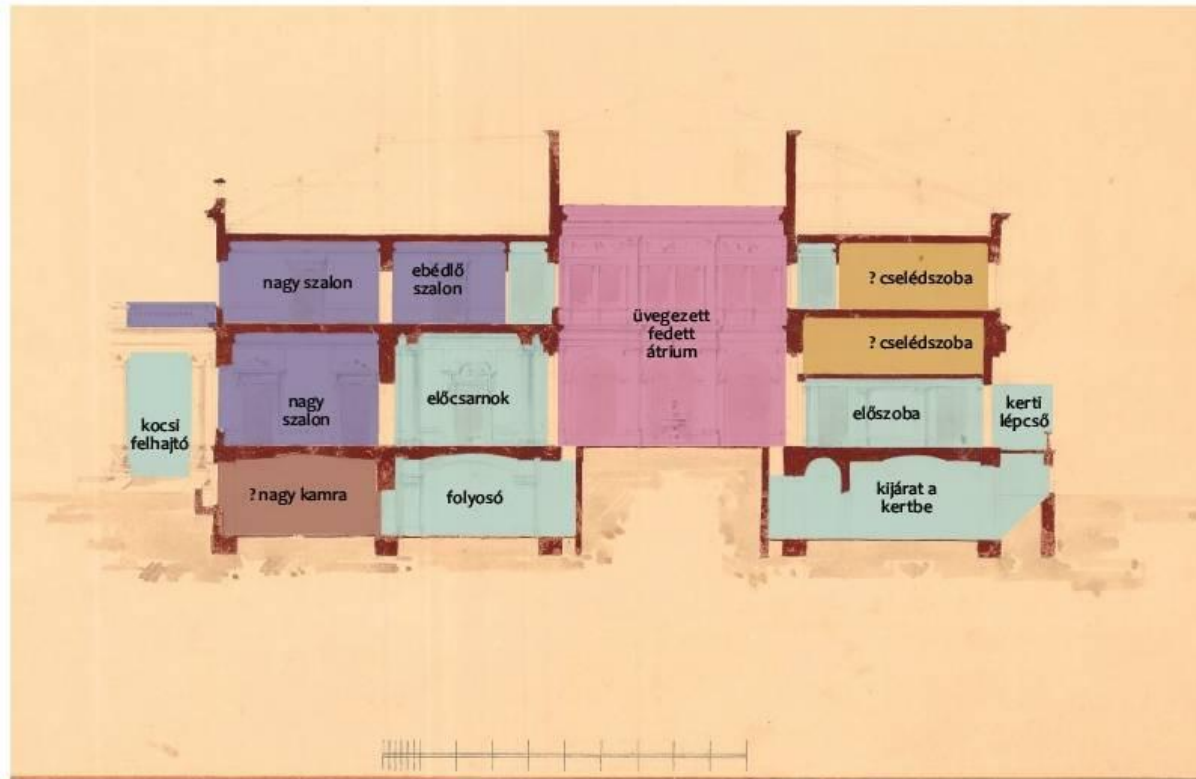 nagy szalon
ebédlő
szalon
? cselédszoba
üvegezett
fedett
átrium
? cselédszoba
kocsi
felhajtó
nagy
szalon
előcsarnok
előszoba
kerti
lépcső
? nagy kamra
folyosó
kijárat a
kertbe